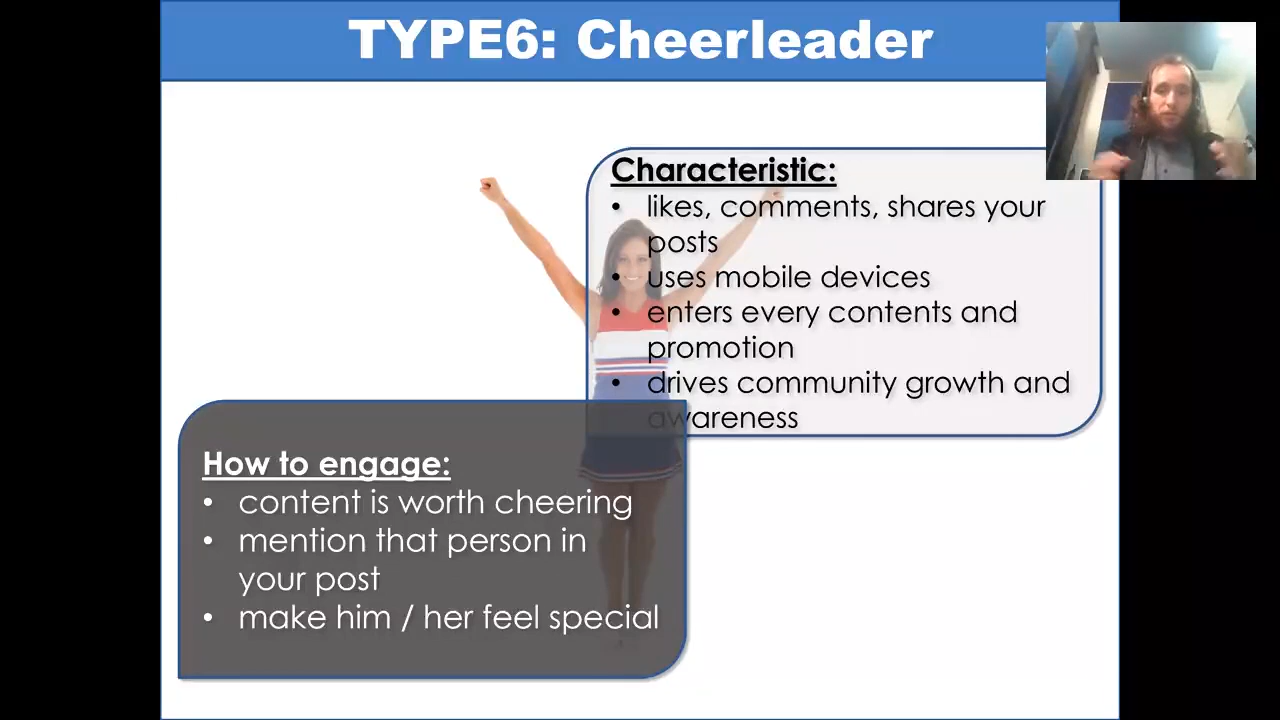 TYPE6: Cheerleader
Characteristic:
• likes, comments, shares your
posts
• uses mobile devices
• enters every contents and
promotion
• drives community growth and
awareness
How to engage:
• content is worth cheering
• mention that person in
your post
• make him / her feel special